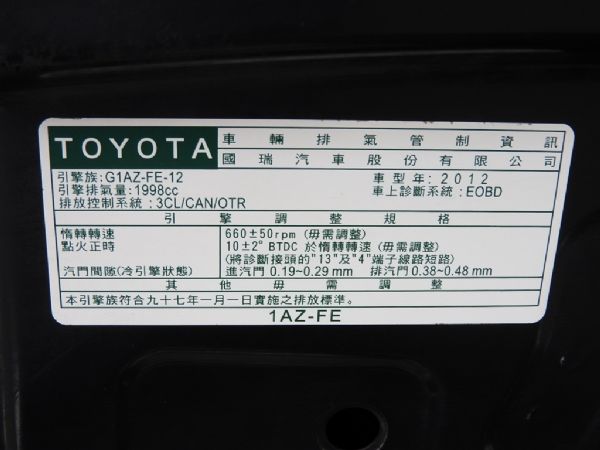 TOYOTA 車輛排氣管制資訊
國瑞汽車股份有限公司
引擎族:G1AZ-FE-12 車型年:2012
引擎排氣量:1998cc 車上診斷系統:EOBD
排放控制系統:3CL/CAN/OTR
引擎調整規格
惰轉轉速 660±50rpm (毋需調整)
點火正時 10±2° BTDC 於惰轉轉速 (毋需調整)
(將診斷接頭的"13"及"4"端子線路短路)
汽門間隙(冷引擎狀態) 進汽門 0.19~0.29 mm 排汽門 0.38~0.48 mm
其他毋需調整
本引擎族符合九十七年一月一日實施之排放標準。
1AZ-FE